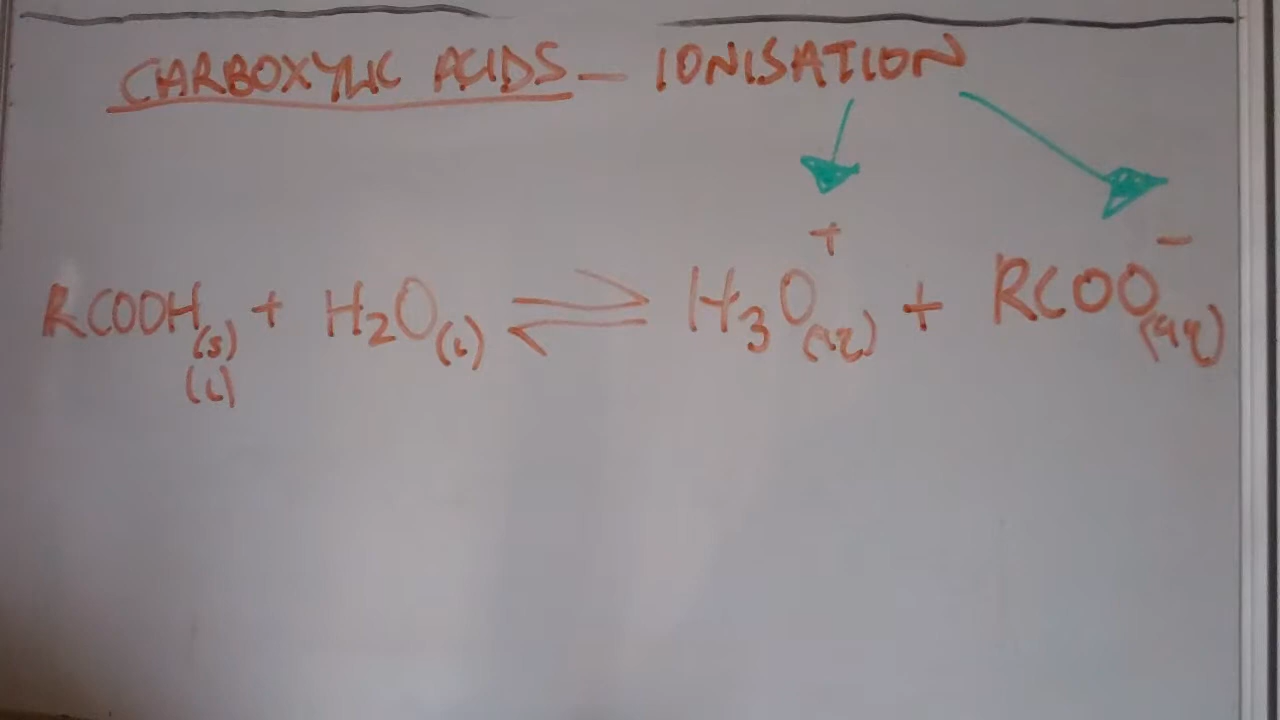 CARBOXYLIC ACIDS - IONISATION
RCOOH(s) + H2O(l) ⇌ H3O+(aq) + RCOO-(aq)
(l)